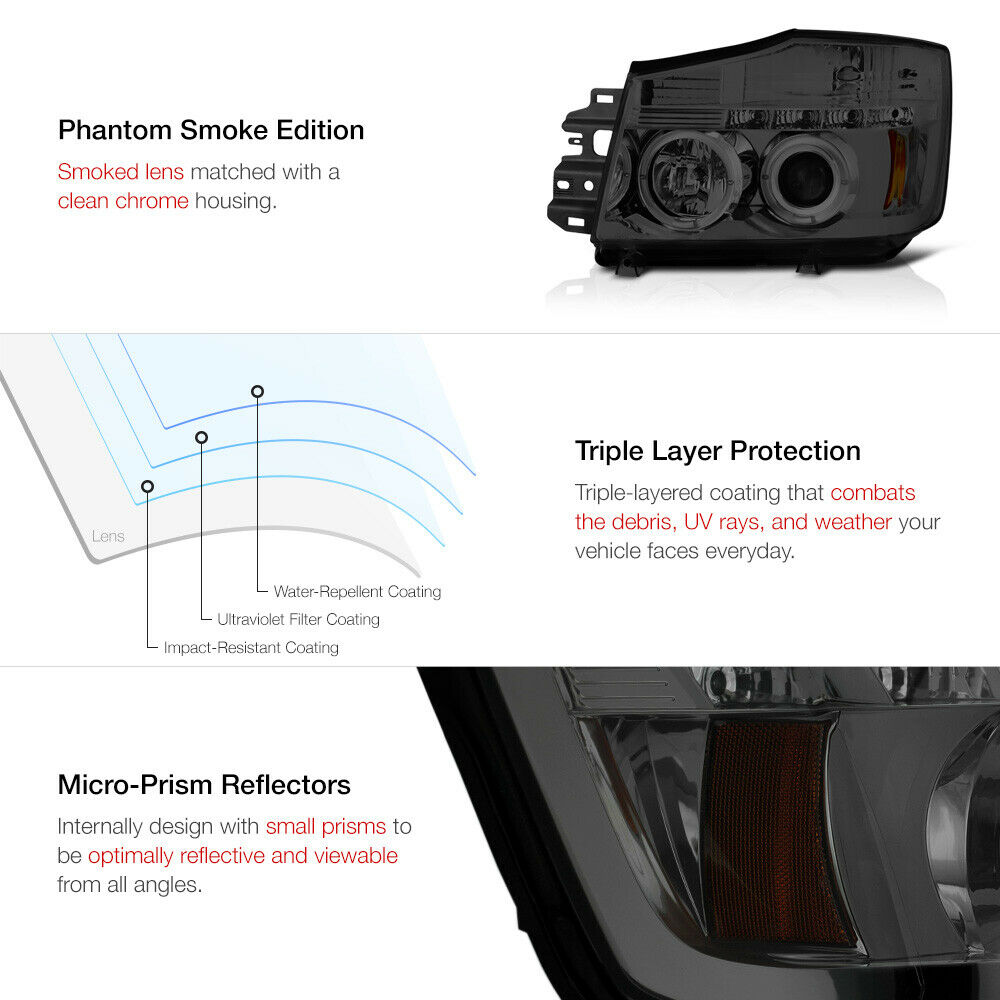 Phantom Smoke Edition
Smoked lens matched with a
clean chrome housing.
Lens
Water-Repellent Coating
Ultraviolet Filter Coating
Impact-Resistant Coating
Triple Layer Protection
Triple-layered coating that combats
the debris, UV rays, and weather your
vehicle faces everyday.
Micro-Prism Reflectors
Internally design with small prisms to
be optimally reflective and viewable
from all angles.